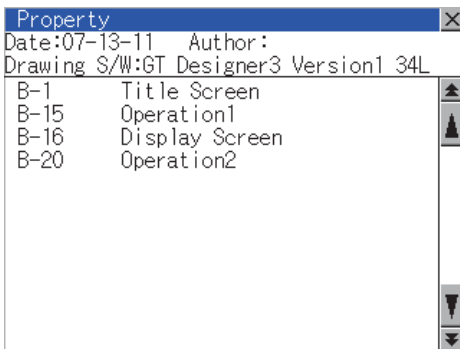 Property
Date:07-13-11 Author:
Drawing S/W:GT Designer3 Version1 34L
B-1 Title Screen
B-15 Operation1
B-16 Display Screen
B-20 Operation2